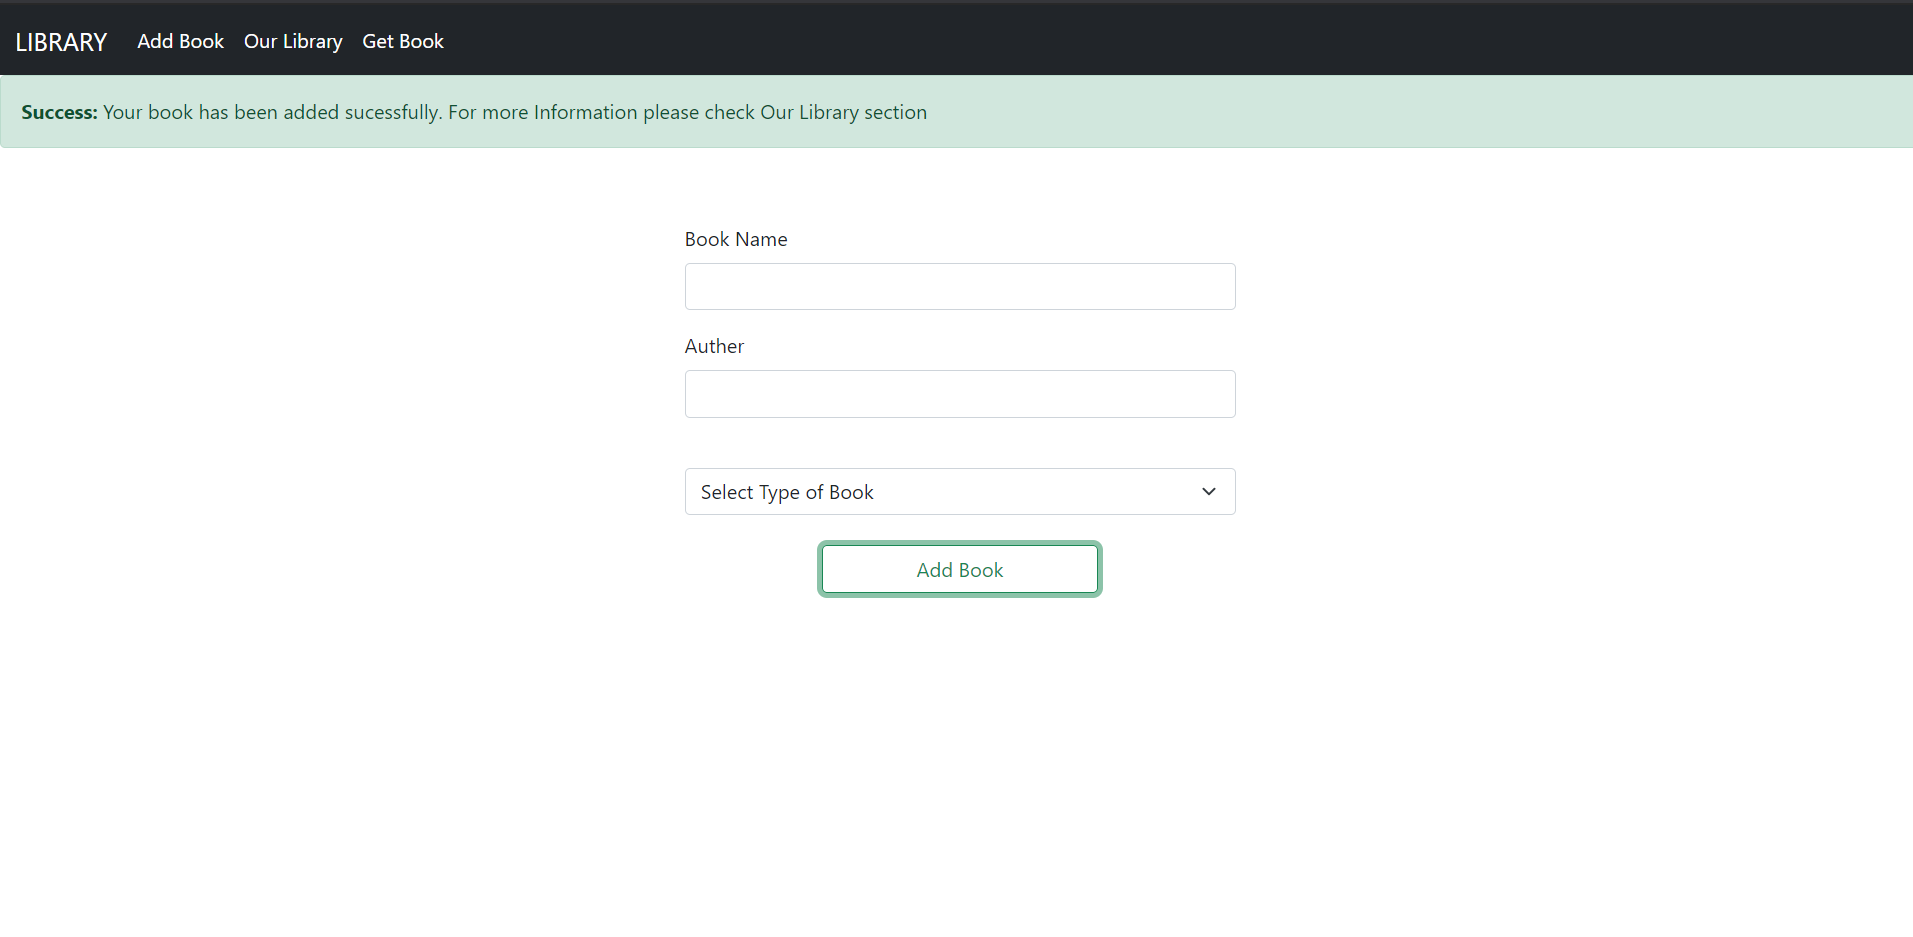 LIBRARY Add Book Our Library Get Book
Success: Your book has been added sucessfully. For more Information please check Our Library section
Book Name
Auther
Select Type of Book
Add Book